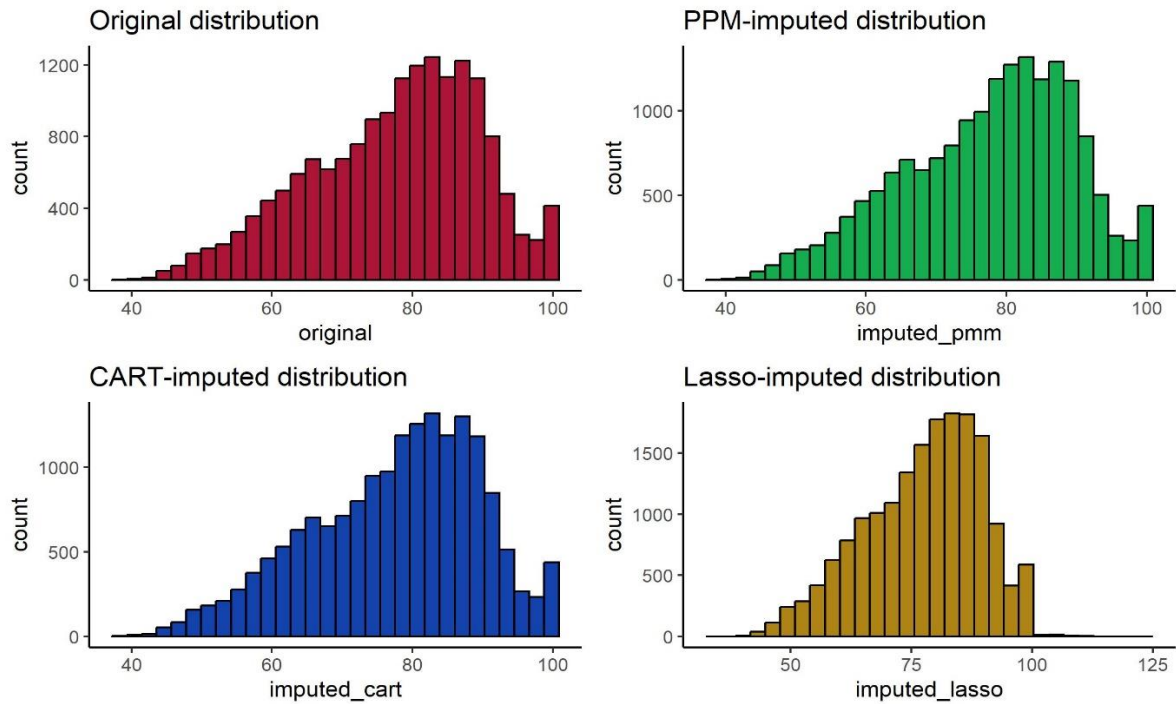 Original distribution
1200
800
400
0
count
40
60
80
100
original
PPM-imputed distribution
1000
500
0
count
40
60
80
100
imputed_pmm
CART-imputed distribution
1000
500
0
count
40
60
80
100
imputed_cart
Lasso-imputed distribution
1500
1000
500
0
count
50
75
100
125
imputed_lasso